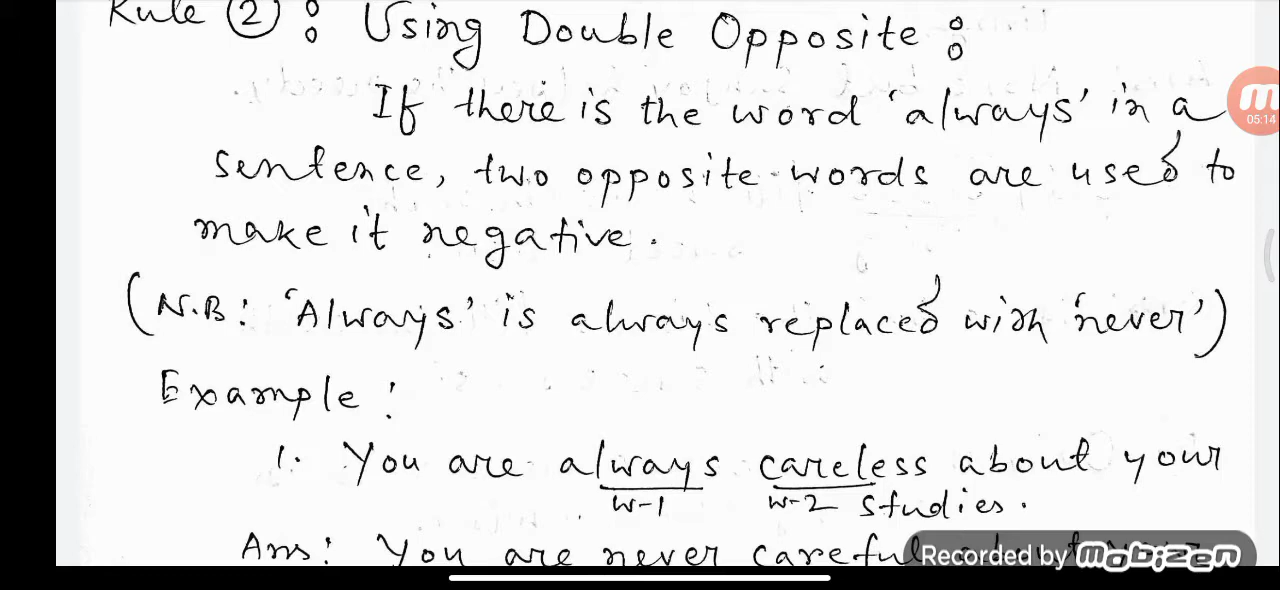 Rule (2) : Using Double Opposite :
If there is the word 'always' in a
sentence, two opposite words are used to
make it negative.
(N.B: 'Always' is always replaced with 'never')
Example :
1. You are always careless about your
W-1 W-2 studies.
Ans: You are never careful
Recorded by mobizen
05:14